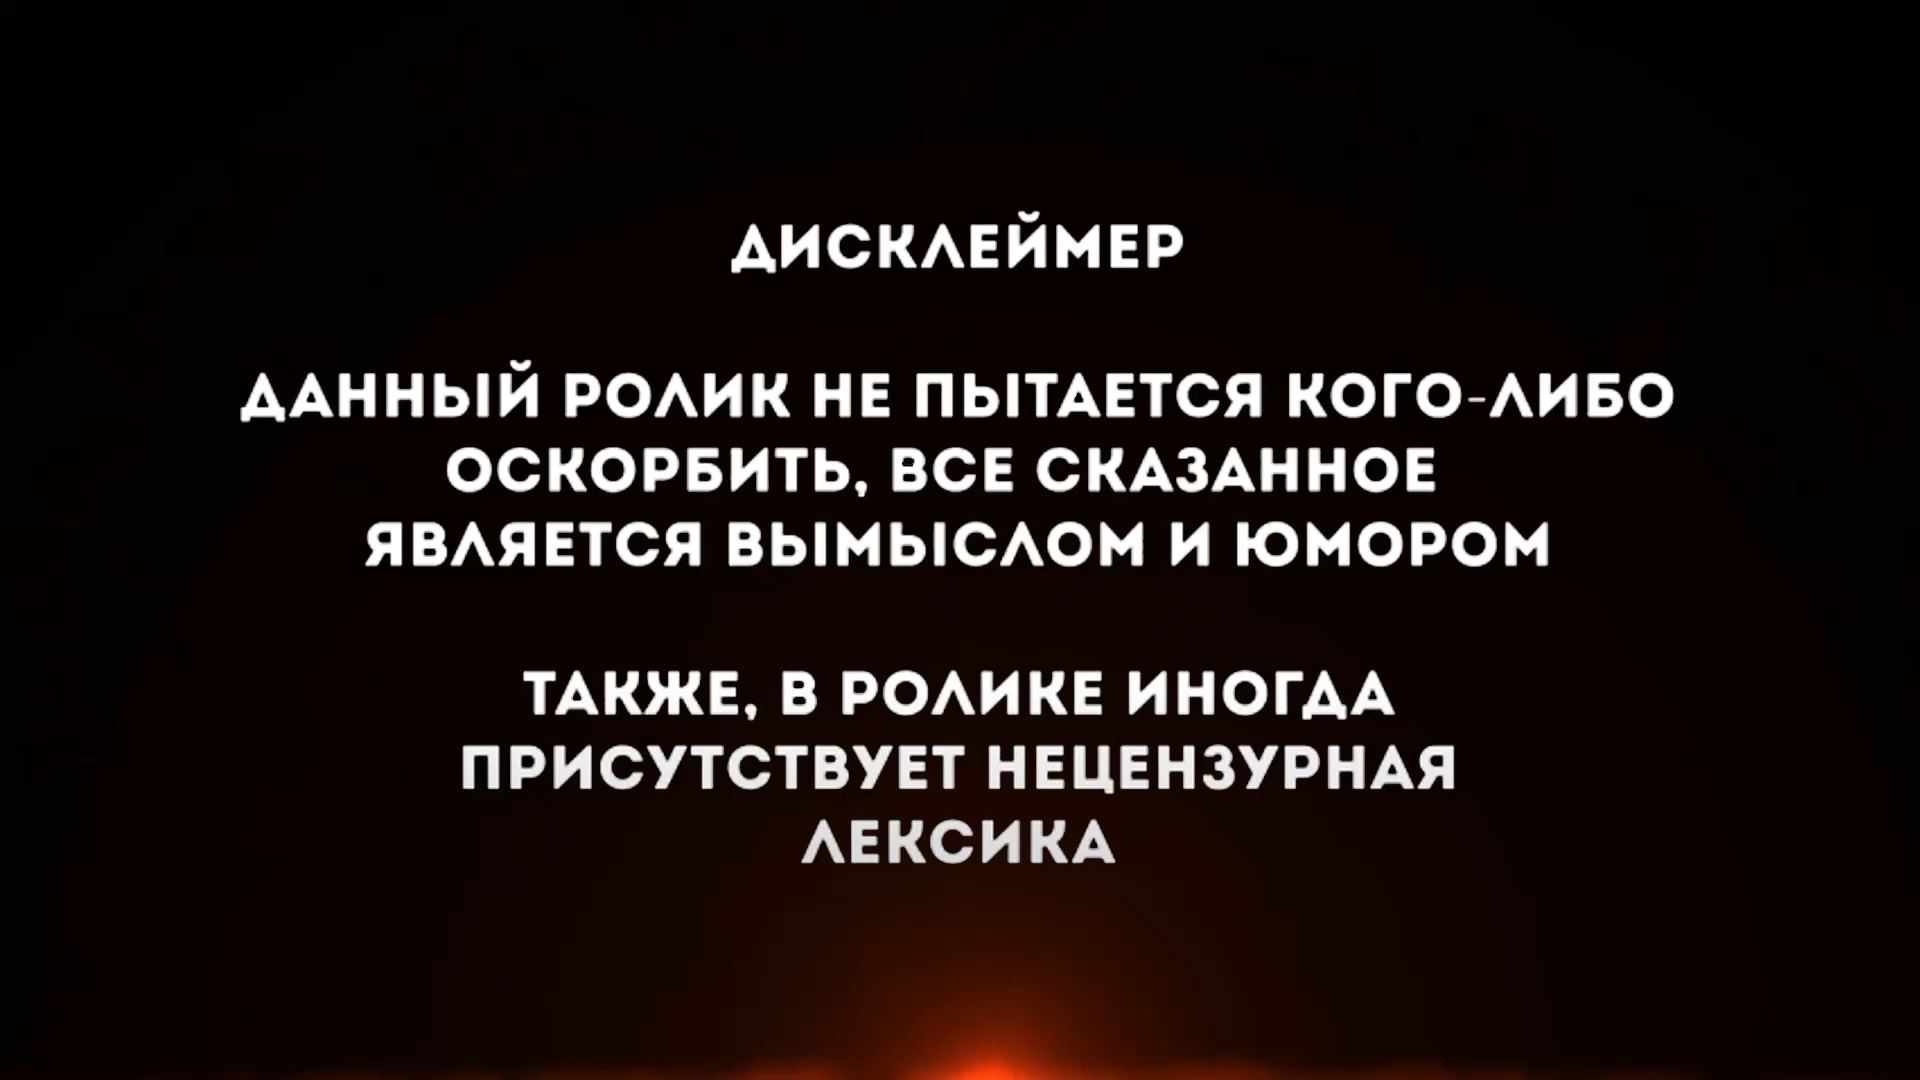 ДИСКЛЕЙМЕР
ДАННЫЙ РОЛИК НЕ ПЫТАЕТСЯ КОГО-ЛИБО
ОСКОРБИТЬ, ВСЕ СКАЗАННОЕ
ЯВЛЯЕТСЯ ВЫМЫСЛОМ И ЮМОРОМ
ТАКЖЕ, В РОЛИКЕ ИНОГДА
ПРИСУТСТВУЕТ НЕЦЕНЗУРНАЯ
ЛЕКСИКА